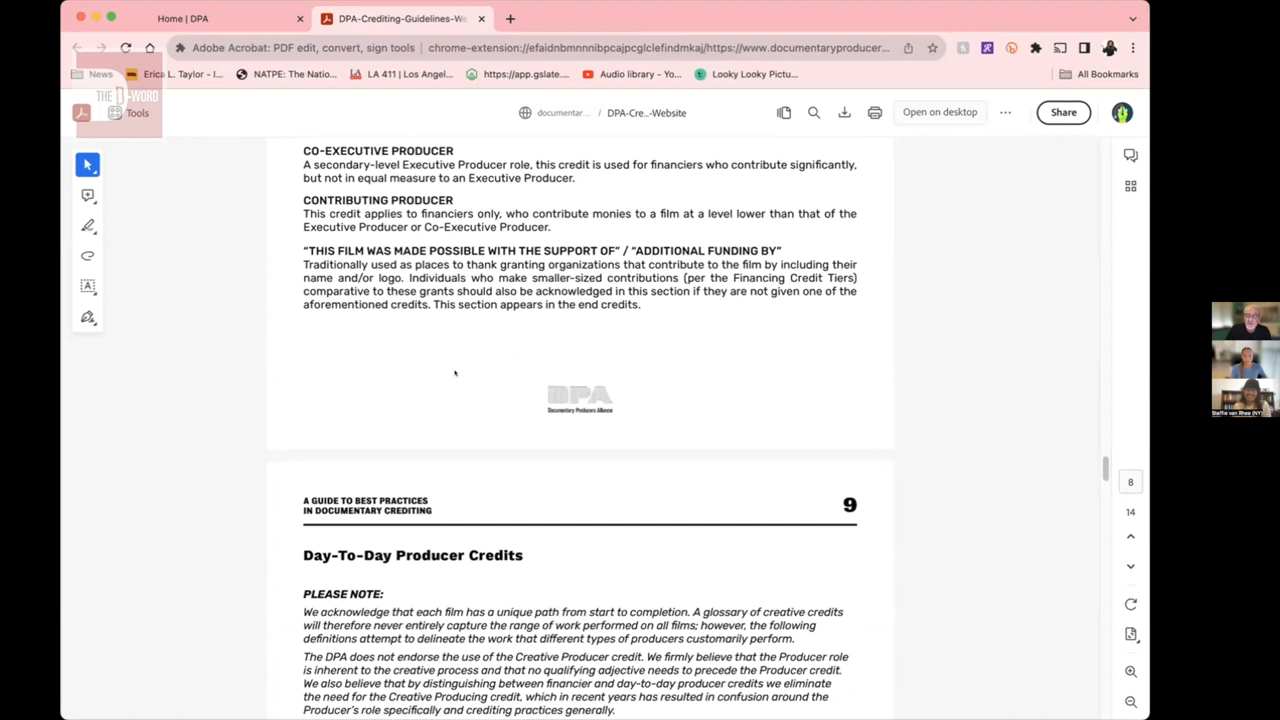 Home | DPA
DPA-Crediting-Guidelines-We
Adobe Acrobat: PDF edit, convert, sign tools | chrome-extension://efaidnbmnnnibpcajpcglclefindmkaj/https://www.documentaryproducer...
News
Erica L. Taylor - I...
NATPE: The Natio...
LA 411 | Los Angel...
https://app.gslate....
Audio library - Yo...
Looky Looky Pictu...
All Bookmarks
THE D-WORD
Tools
documentar... / DPA-Cre...-Website
Open on desktop
Share
CO-EXECUTIVE PRODUCER
A secondary-level Executive Producer role, this credit is used for financiers who contribute significantly,
but not in equal measure to an Executive Producer.
CONTRIBUTING PRODUCER
This credit applies to financiers only, who contribute monies to a film at a level lower than that of the
Executive Producer or Co-Executive Producer.
“THIS FILM WAS MADE POSSIBLE WITH THE SUPPORT OF” / “ADDITIONAL FUNDING BY”
Traditionally used as places to thank granting organizations that contribute to the film by including their
name and/or logo. Individuals who make smaller-sized contributions (per the Financing Credit Tiers)
comparative to these grants should also be acknowledged in this section if they are not given one of the
aforementioned credits. This section appears in the end credits.
DPA
Documentary Producers Alliance
8
14
A GUIDE TO BEST PRACTICES
IN DOCUMENTARY CREDITING
9
Day-To-Day Producer Credits
PLEASE NOTE:
We acknowledge that each film has a unique path from start to completion. A glossary of creative credits
will therefore never entirely capture the range of work performed on all films; however, the following
definitions attempt to delineate the work that different types of producers customarily perform.
The DPA does not endorse the use of the Creative Producer credit. We firmly believe that the Producer role
is inherent to the creative process and that no qualifying adjective needs to precede the Producer credit.
We also believe that by distinguishing between financier and day-to-day producer credits we eliminate
the need for the Creative Producing credit, which in recent years has resulted in confusion around the
Producer's role specifically and crediting practices generally.
Steffie van Rhee (NY)